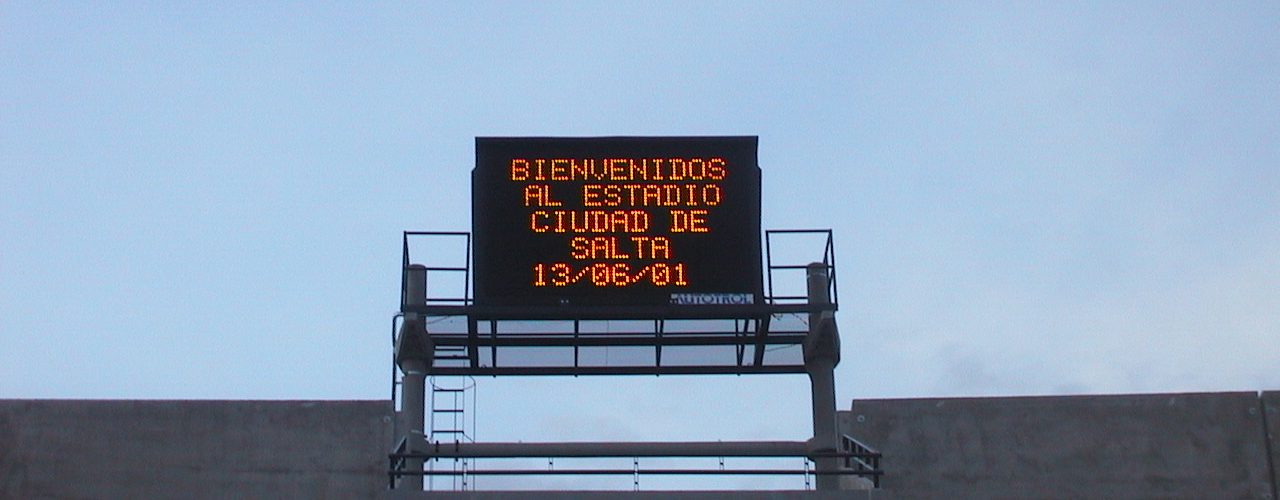 BIENVENIDOS
AL ESTADIO
CIUDAD DE
SALTA
13/06/01
AUTOTROL